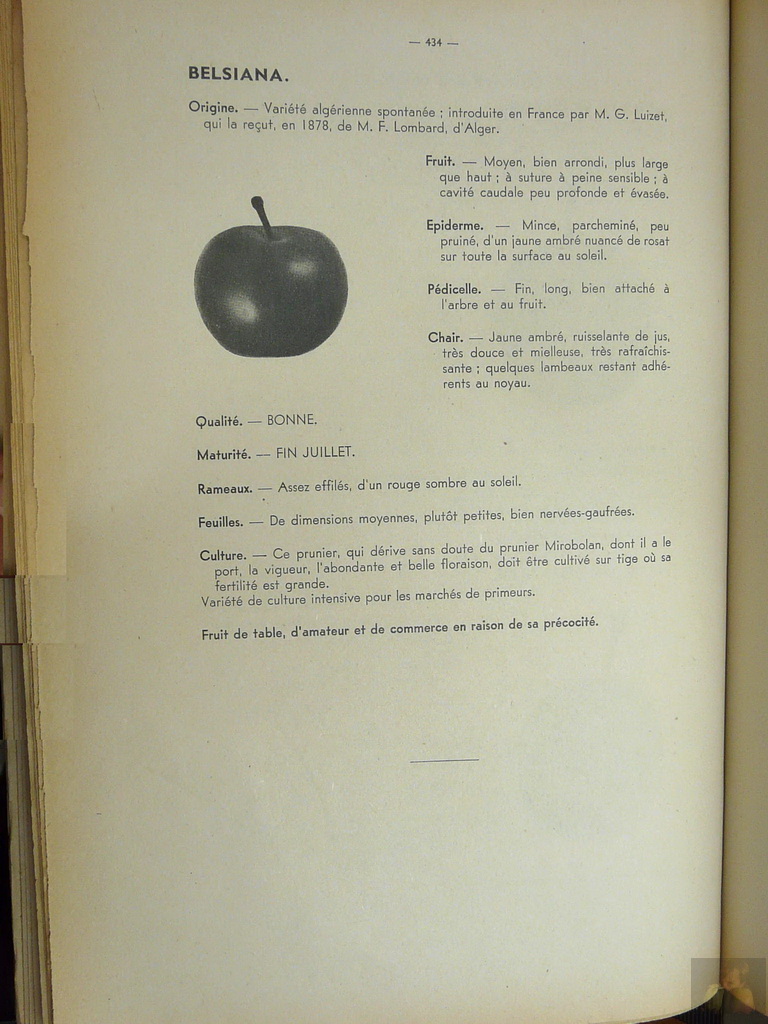 — 434 —
BELSIANA.
Origine. — Variété algérienne spontanée ; introduite en France par M. G. Luizet,
qui la reçut, en 1878, de M. F. Lombard, d'Alger.
Fruit. — Moyen, bien arrondi, plus large
que haut ; à suture à peine sensible ; à
cavité caudale peu profonde et évasée.
Epiderme. — Mince, parcheminé, peu
pruiné, d'un jaune ambré nuancé de rosat
sur toute la surface au soleil.
Pédicelle. — Fin, long, bien attaché à
l'arbre et au fruit.
Chair. — Jaune ambré, ruisselante de jus,
très douce et mielleuse, très rafraîchis-
sante ; quelques lambeaux restant adhé-
rents au noyau.
Qualité. — BONNE.
Maturité. — FIN JUILLET.
Rameaux. — Assez effilés, d'un rouge sombre au soleil.
Feuilles. — De dimensions moyennes, plutôt petites, bien nervées-gaufrées.
Culture. — Ce prunier, qui dérive sans doute du prunier Mirobolan, dont il a le
port, la vigueur, l'abondante et belle floraison, doit être cultivé sur tige où sa
fertilité est grande.
Variété de culture intensive pour les marchés de primeurs.
Fruit de table, d'amateur et de commerce en raison de sa précocité.